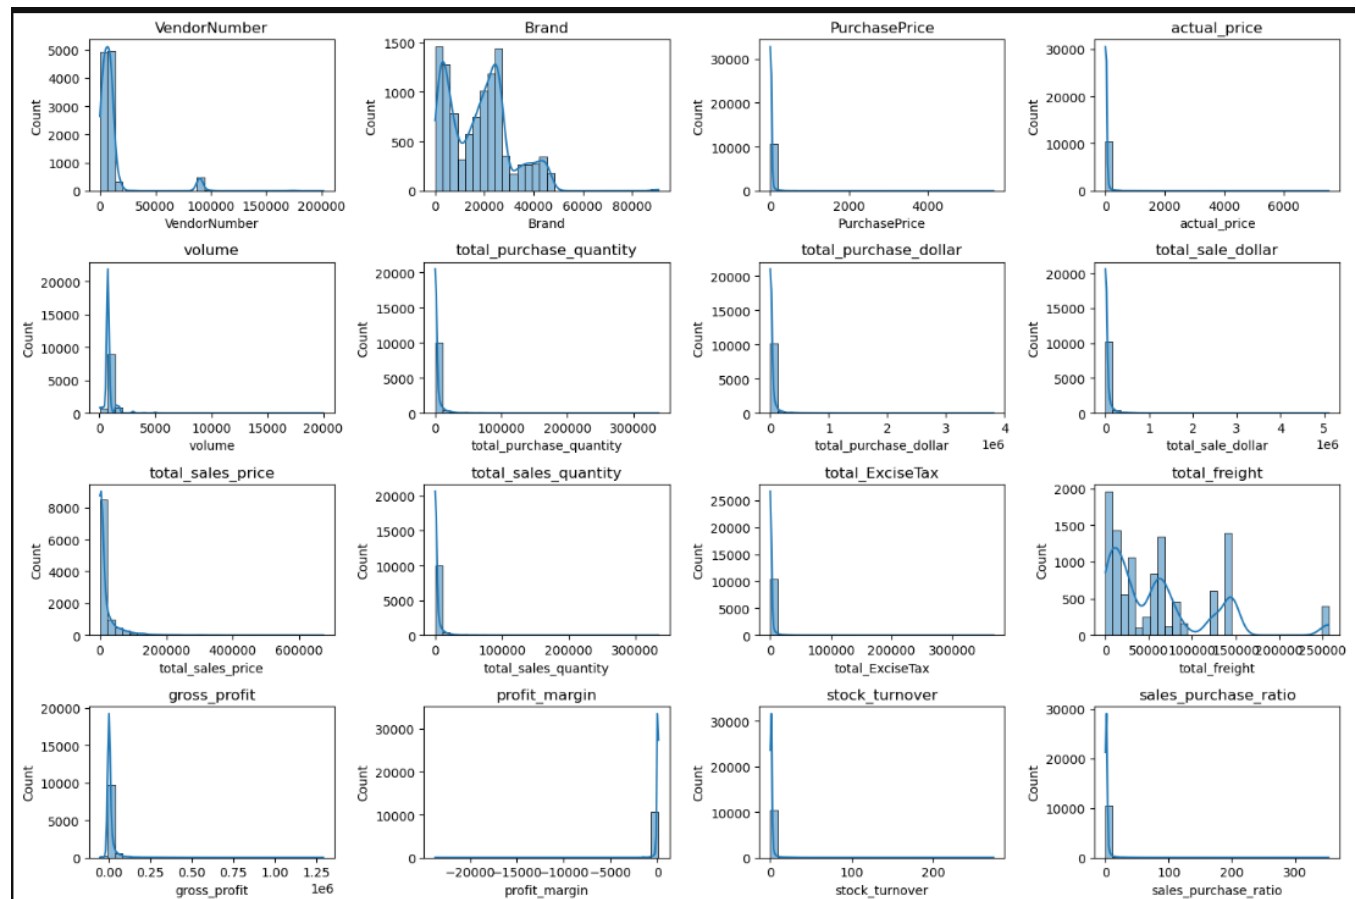 VendorNumber Brand PurchasePrice actual_price
5000 4000 3000 2000 1000 0
Count
0 50000 100000 150000 200000
VendorNumber
1500 1000 500 0
Count
0 20000 40000 60000 80000
Brand
30000 25000 20000 15000 10000 5000 0
Count
0 2000 4000
PurchasePrice
30000 25000 20000 15000 10000 5000 0
Count
0 2000 4000 6000
actual_price
volume total_purchase_quantity total_purchase_dollar total_sale_dollar
20000 15000 10000 5000 0
Count
0 5000 10000 15000 20000
volume
20000 15000 10000 5000 0
Count
0 100000 200000 300000
total_purchase_quantity
20000 15000 10000 5000 0
Count
0 1 2 3 4
total_purchase_dollar 1e6
20000 15000 10000 5000 0
Count
0 1 2 3 4 5
total_sale_dollar 1e6
total_sales_price total_sales_quantity total_ExciseTax total_freight
8000 6000 4000 2000 0
Count
0 200000 400000 600000
total_sales_price
20000 15000 10000 5000 0
Count
0 100000 200000 300000
total_sales_quantity
25000 20000 15000 10000 5000 0
Count
0 100000 200000 300000
total_ExciseTax
2000 1500 1000 500 0
Count
0 50000 100000 150000 200000 250000
total_freight
gross_profit profit_margin stock_turnover sales_purchase_ratio
20000 15000 10000 5000 0
Count
0.00 0.25 0.50 0.75 1.00 1.25
gross_profit 1e6
30000 20000 10000 0
Count
−20000 −15000 −10000 −5000 0
profit_margin
30000 20000 10000 0
Count
0 100 200
stock_turnover
30000 20000 10000 0
Count
0 100 200 300
sales_purchase_ratio